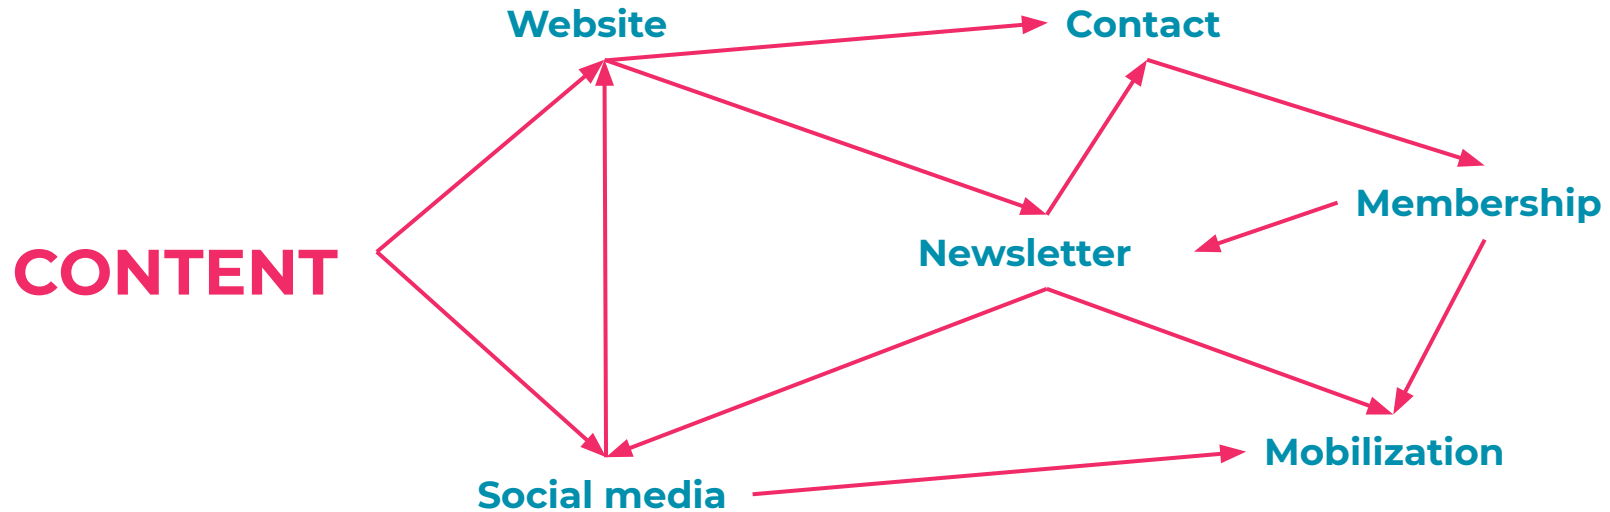 Website
Contact
Membership
Newsletter
CONTENT
Mobilization
Social media